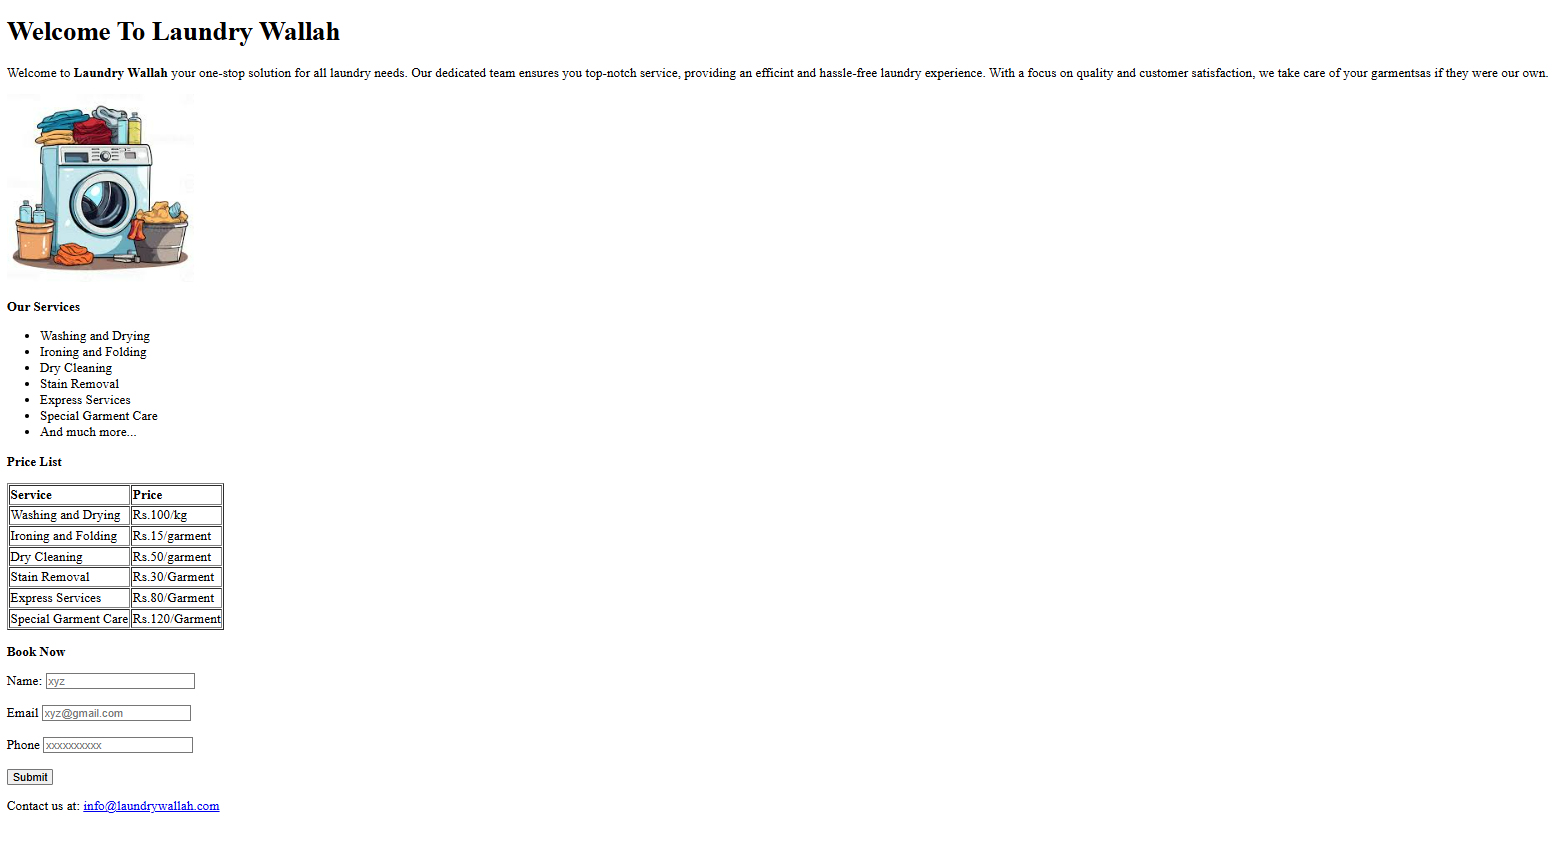 Welcome To Laundry Wallah
Welcome to Laundry Wallah your one-stop solution for all laundry needs. Our dedicated team ensures you top-notch service, providing an efficint and hassle-free laundry experience. With a focus on quality and customer satisfaction, we take care of your garmentsas if they were our own.
Our Services
• Washing and Drying
• Ironing and Folding
• Dry Cleaning
• Stain Removal
• Express Services
• Special Garment Care
• And much more...
Price List
Service Price
Washing and Drying Rs.100/kg
Ironing and Folding Rs.15/garment
Dry Cleaning Rs.50/garment
Stain Removal Rs.30/Garment
Express Services Rs.80/Garment
Special Garment Care Rs.120/Garment
Book Now
Name: xyz
Email xyz@gmail.com
Phone xxxxxxxxxx
Submit
Contact us at: info@laundrywallah.com